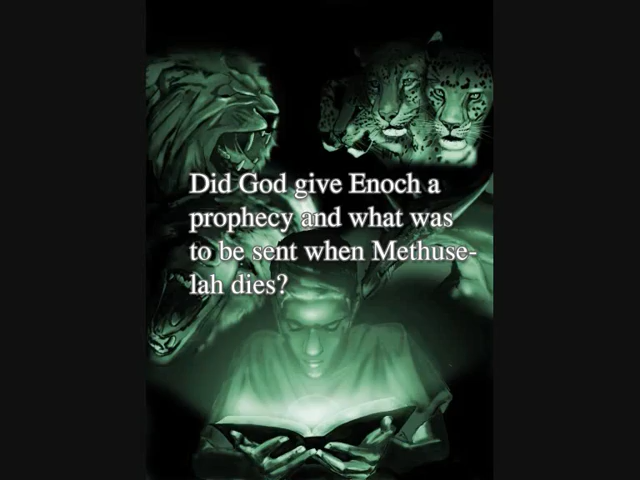 Did God give Enoch a
prophecy and what was
to be sent when Methuse-
lah dies?